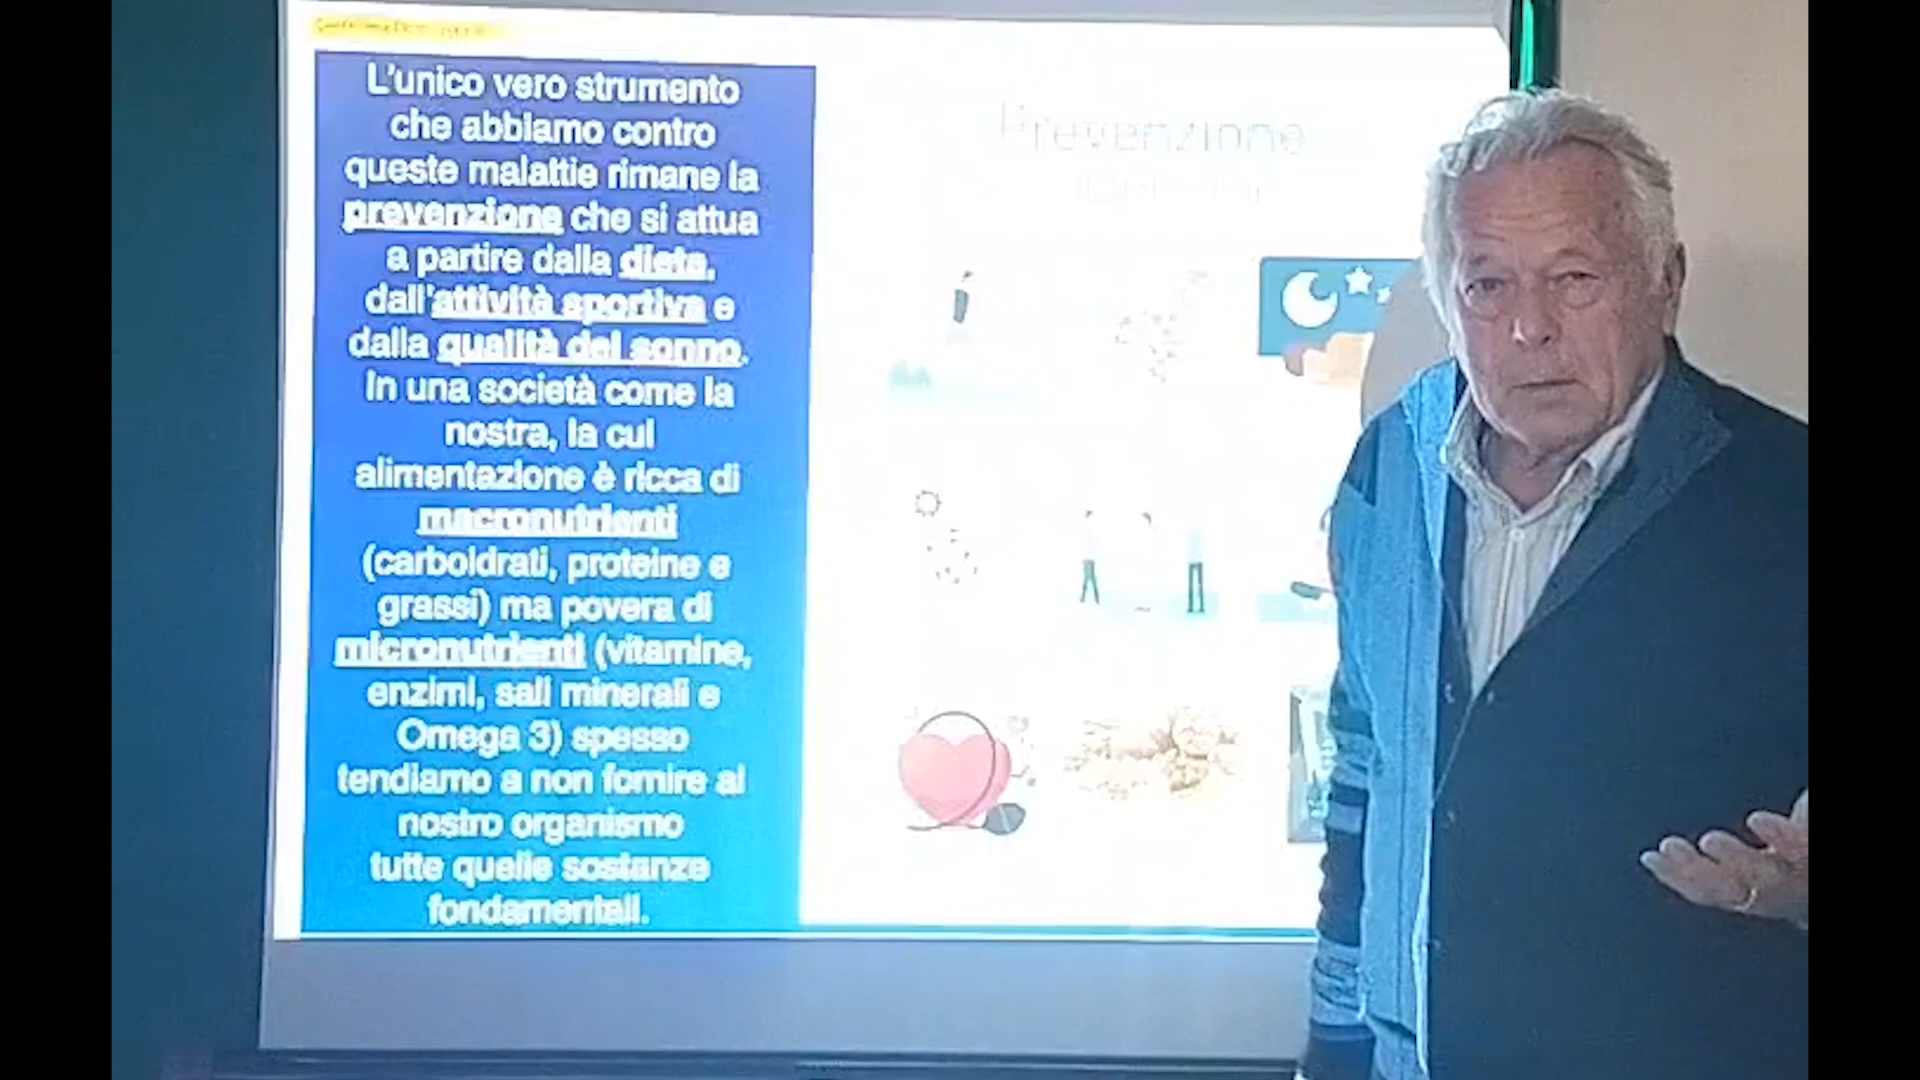 L'unico vero strumento
che abbiamo contro
queste malattie rimane la
prevenzione che si attua
a partire dalla dieta,
dall'attività sportiva e
dalla qualità del sonno.
In una società come la
nostra, la cui
alimentazione è ricca di
macronutrienti
(carboidrati, proteine e
grassi) ma povera di
micronutrienti (vitamine,
enzimi, sali minerali e
Omega 3) spesso
tendiamo a non fornire al
nostro organismo
tutte quelle sostanze
fondamentali.
Prevenzione